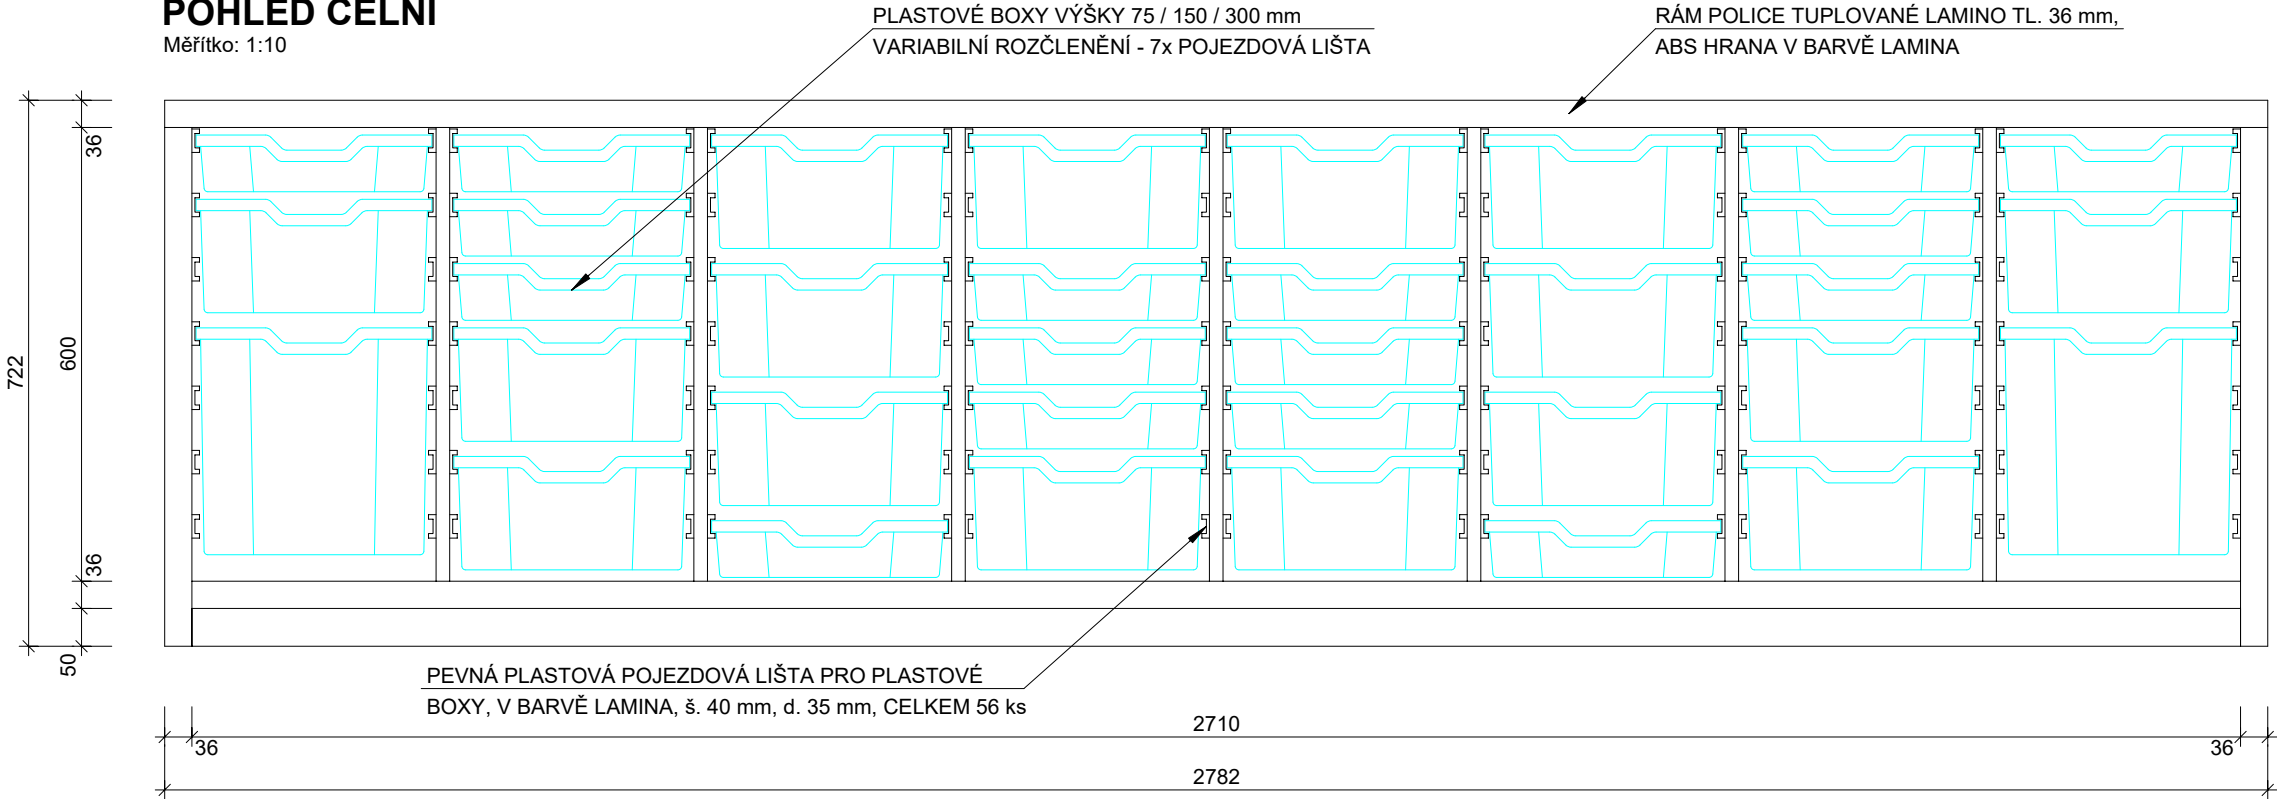 POHLED ČELNÍ
Měřítko: 1:10
PLASTOVÉ BOXY VÝŠKY 75 / 150 / 300 mm
VARIABILNÍ ROZČLENĚNÍ - 7x POJEZDOVÁ LIŠTA
RÁM POLICE TUPLOVANÉ LAMINO TL. 36 mm,
ABS HRANA V BARVĚ LAMINA
36
600
722
36
50
PEVNÁ PLASTOVÁ POJEZDOVÁ LIŠTA PRO PLASTOVÉ
BOXY, V BARVĚ LAMINA, š. 40 mm, d. 35 mm, CELKEM 56 ks
36
2710
36
2782